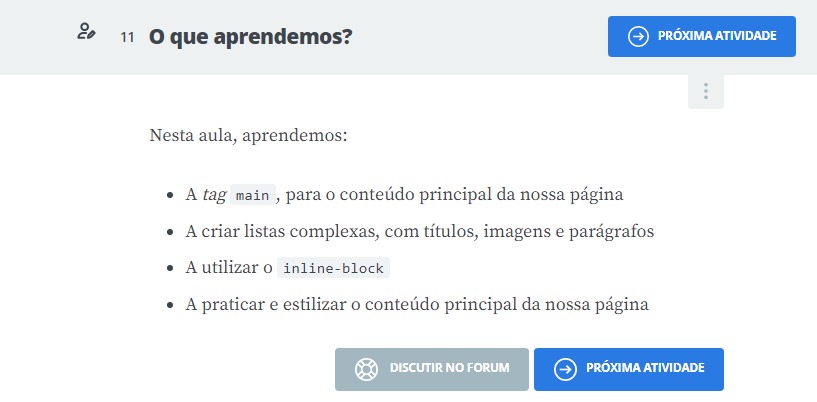 11 O que aprendemos?
PRÓXIMA ATIVIDADE
Nesta aula, aprendemos:
A tag main , para o conteúdo principal da nossa página
A criar listas complexas, com títulos, imagens e parágrafos
A utilizar o inline-block
A praticar e estilizar o conteúdo principal da nossa página
DISCUTIR NO FORUM
PRÓXIMA ATIVIDADE